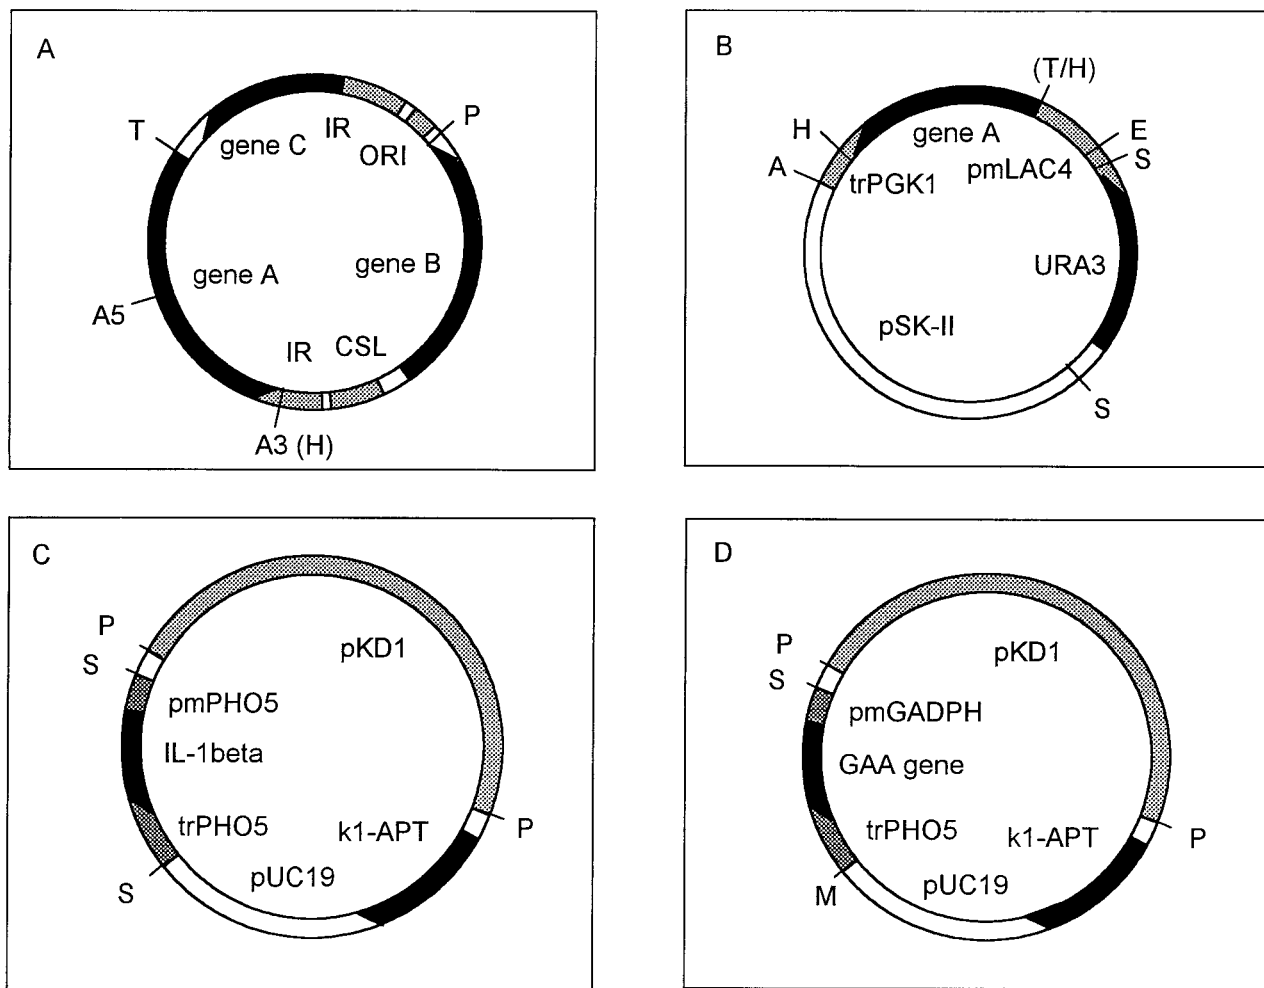 A
T
gene C
IR
ORI
P
gene A
gene B
A5
IR
CSL
A3 (H)
B
(T/H)
H
E
S
A
gene A
trPGK1
pmLAC4
URA3
pSK-II
S
C
P
S
pKD1
pmPHO5
IL-1beta
trPHO5
k1-APT
P
pUC19
S
D
P
S
pKD1
pmGADPH
GAA gene
trPHO5
k1-APT
P
pUC19
M